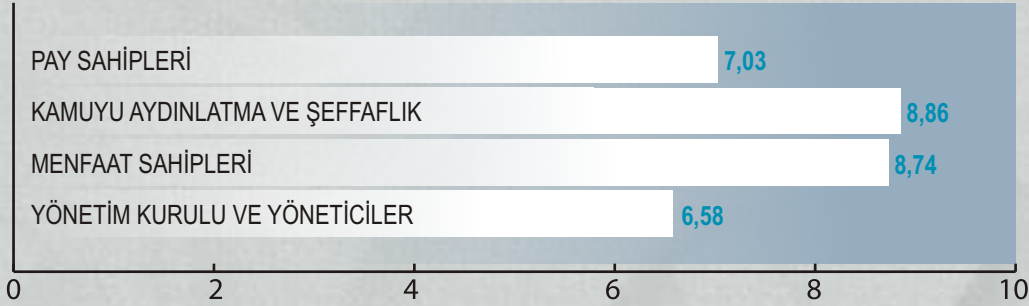 PAY SAHİPLERİ 7,03
KAMUYU AYDINLATMA VE ŞEFFAFLIK 8,86
MENFAAT SAHİPLERİ 8,74
YÖNETİM KURULU VE YÖNETİCİLER 6,58
0 2 4 6 8 10